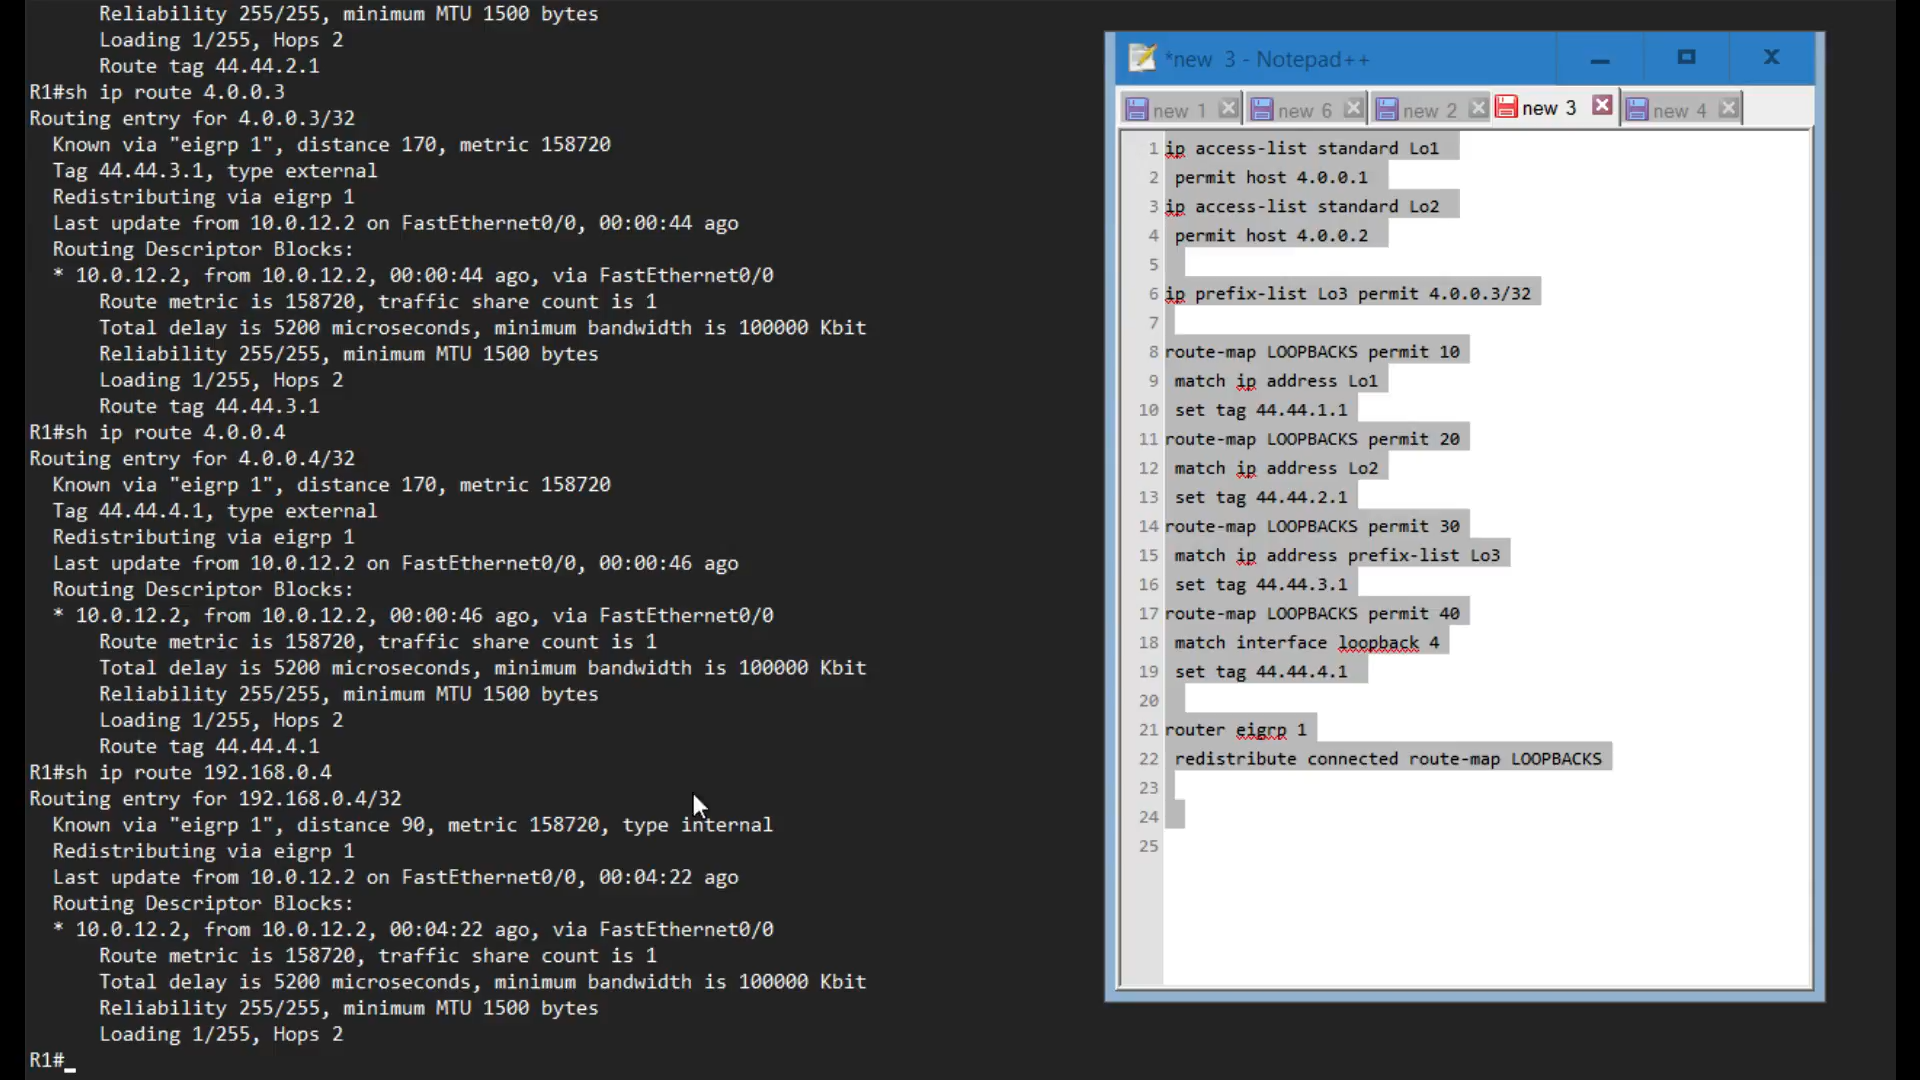 Reliability 255/255, minimum MTU 1500 bytes
Loading 1/255, Hops 2
Route tag 44.44.2.1
R1#sh ip route 4.0.0.3
Routing entry for 4.0.0.3/32
Known via "eigrp 1", distance 170, metric 158720
Tag 44.44.3.1, type external
Redistributing via eigrp 1
Last update from 10.0.12.2 on FastEthernet0/0, 00:00:44 ago
Routing Descriptor Blocks:
* 10.0.12.2, from 10.0.12.2, 00:00:44 ago, via FastEthernet0/0
Route metric is 158720, traffic share count is 1
Total delay is 5200 microseconds, minimum bandwidth is 100000 Kbit
Reliability 255/255, minimum MTU 1500 bytes
Loading 1/255, Hops 2
Route tag 44.44.3.1
R1#sh ip route 4.0.0.4
Routing entry for 4.0.0.4/32
Known via "eigrp 1", distance 170, metric 158720
Tag 44.44.4.1, type external
Redistributing via eigrp 1
Last update from 10.0.12.2 on FastEthernet0/0, 00:00:46 ago
Routing Descriptor Blocks:
* 10.0.12.2, from 10.0.12.2, 00:00:46 ago, via FastEthernet0/0
Route metric is 158720, traffic share count is 1
Total delay is 5200 microseconds, minimum bandwidth is 100000 Kbit
Reliability 255/255, minimum MTU 1500 bytes
Loading 1/255, Hops 2
Route tag 44.44.4.1
R1#sh ip route 192.168.0.4
Routing entry for 192.168.0.4/32
Known via "eigrp 1", distance 90, metric 158720, type internal
Redistributing via eigrp 1
Last update from 10.0.12.2 on FastEthernet0/0, 00:04:22 ago
Routing Descriptor Blocks:
* 10.0.12.2, from 10.0.12.2, 00:04:22 ago, via FastEthernet0/0
Route metric is 158720, traffic share count is 1
Total delay is 5200 microseconds, minimum bandwidth is 100000 Kbit
Reliability 255/255, minimum MTU 1500 bytes
Loading 1/255, Hops 2
R1#_
*new 3 - Notepad++
new 1 new 6 new 2 new 3 new 4
1 ip access-list standard Lo1
2 permit host 4.0.0.1
3 ip access-list standard Lo2
4 permit host 4.0.0.2
5
6 ip prefix-list Lo3 permit 4.0.0.3/32
7
8 route-map LOOPBACKS permit 10
9 match ip address Lo1
10 set tag 44.44.1.1
11 route-map LOOPBACKS permit 20
12 match ip address Lo2
13 set tag 44.44.2.1
14 route-map LOOPBACKS permit 30
15 match ip address prefix-list Lo3
16 set tag 44.44.3.1
17 route-map LOOPBACKS permit 40
18 match interface loopback 4
19 set tag 44.44.4.1
20
21 router eigrp 1
22 redistribute connected route-map LOOPBACKS
23
24
25